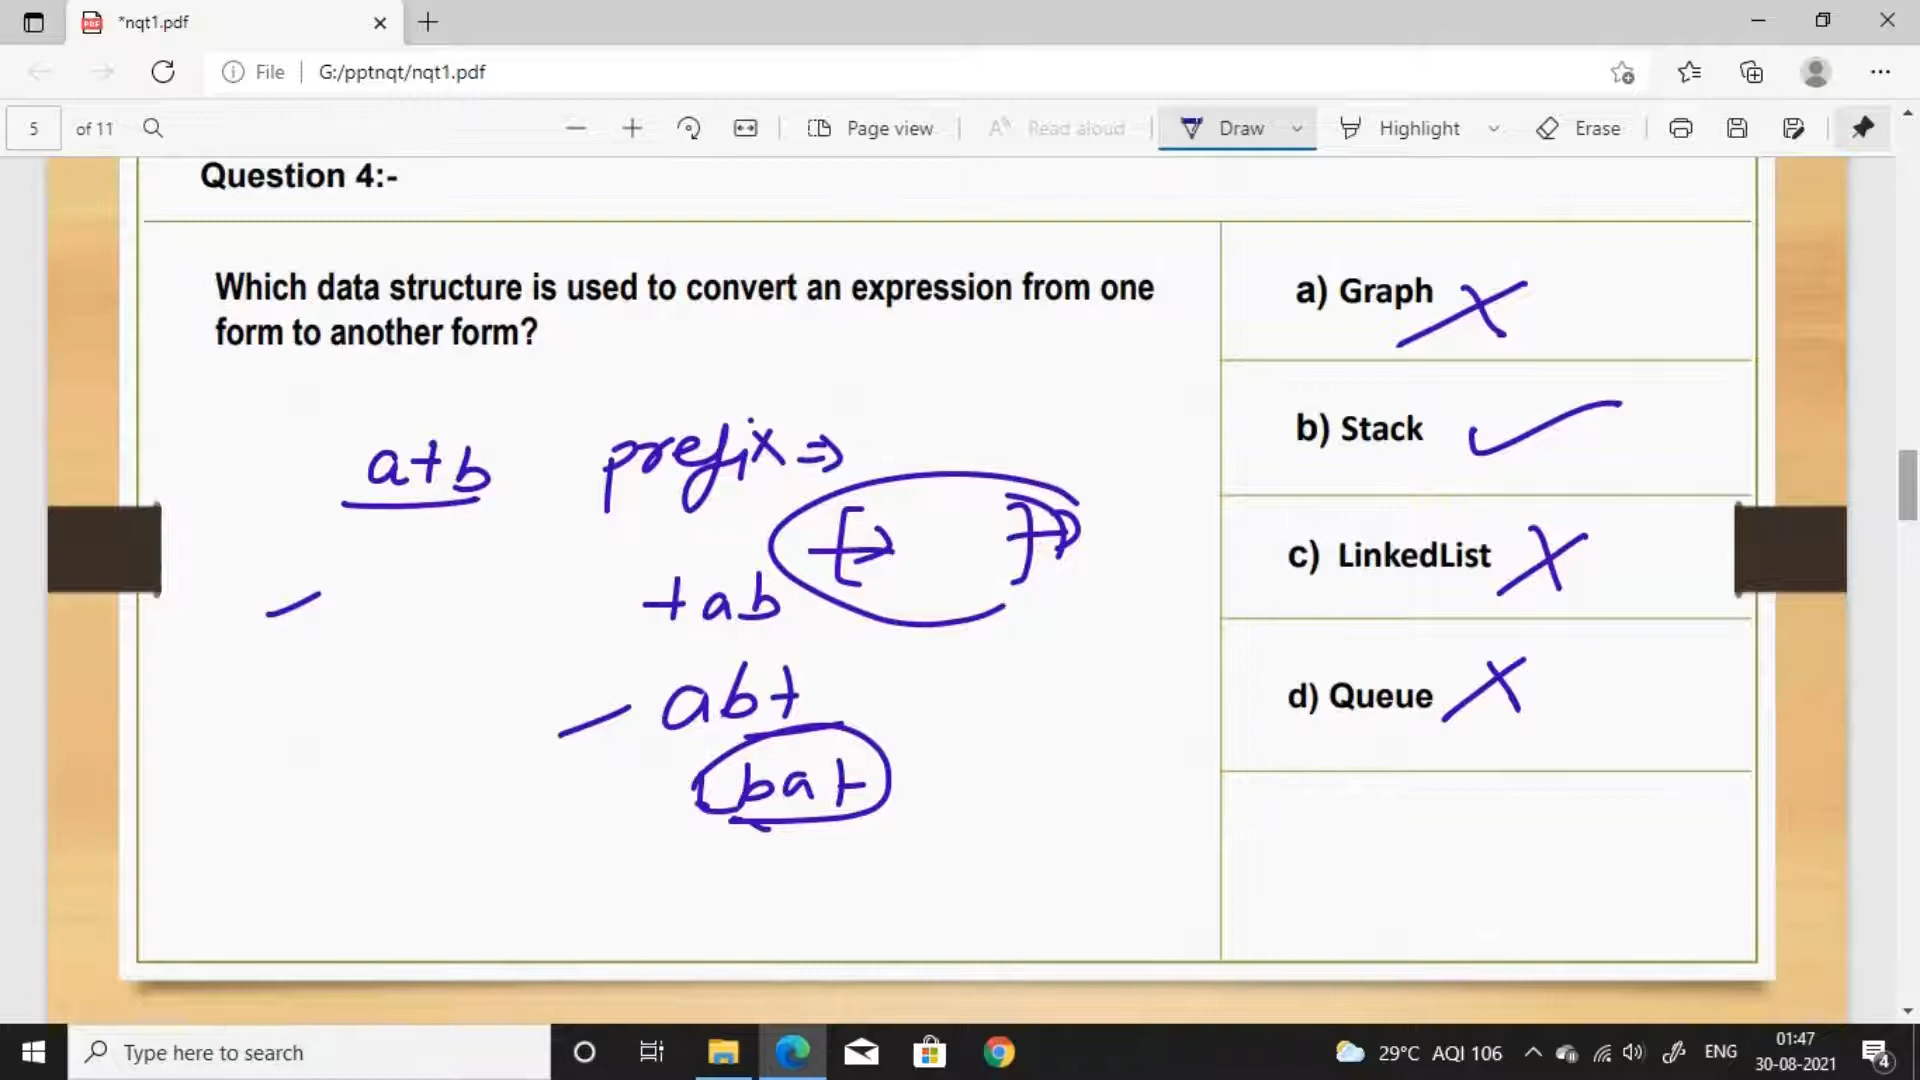 *nqt1.pdf
File
G:/pptnqt/nqt1.pdf
5 of 11
Page view
Read aloud
Draw
Highlight
Erase
Question 4:-
Which data structure is used to convert an expression from one
form to another form?
a) Graph
b) Stack
c) LinkedList
d) Queue
a+b
prefix ⇒
+ab
ab+
ba+
Type here to search
29°C AQI 106
ENG
01:47
30-08-2021
4